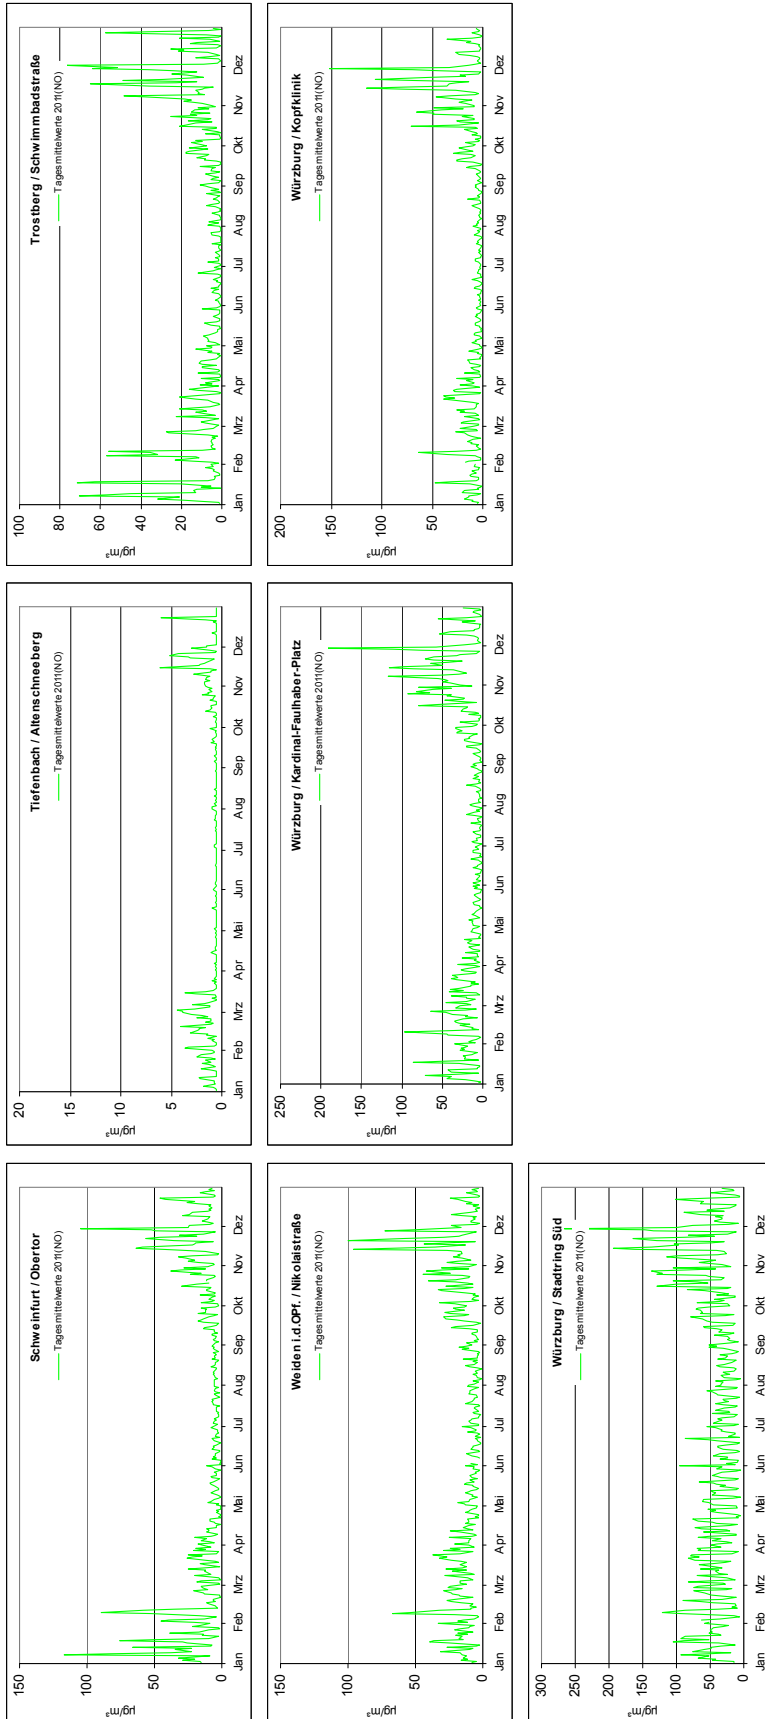 Schweinfurt / Obertor
Tagesmittelwerte 2011(NO)
µg/m³
150
100
50
0
Jan Feb Mrz Apr Mai Jun Jul Aug Sep Okt Nov Dez
Tiefenbach / Altenschneeberg
Tagesmittelwerte 2011(NO)
µg/m³
20
15
10
5
0
Jan Feb Mrz Apr Mai Jun Jul Aug Sep Okt Nov Dez
Trostberg / Schwimmbadstraße
Tagesmittelwerte 2011(NO)
µg/m³
100
80
60
40
20
0
Jan Feb Mrz Apr Mai Jun Jul Aug Sep Okt Nov Dez
Weiden i.d.OPf. / Nikolaistraße
Tagesmittelwerte 2011(NO)
µg/m³
150
100
50
0
Jan Feb Mrz Apr Mai Jun Jul Aug Sep Okt Nov Dez
Würzburg / Kardinal-Faulhaber-Platz
Tagesmittelwerte 2011(NO)
µg/m³
250
200
150
100
50
0
Jan Feb Mrz Apr Mai Jun Jul Aug Sep Okt Nov Dez
Würzburg / Kopfklinik
Tagesmittelwerte 2011(NO)
µg/m³
200
150
100
50
0
Jan Feb Mrz Apr Mai Jun Jul Aug Sep Okt Nov Dez
Würzburg / Stadtring Süd
Tagesmittelwerte 2011(NO)
µg/m³
300
250
200
150
100
50
0
Jan Feb Mrz Apr Mai Jun Jul Aug Sep Okt Nov Dez